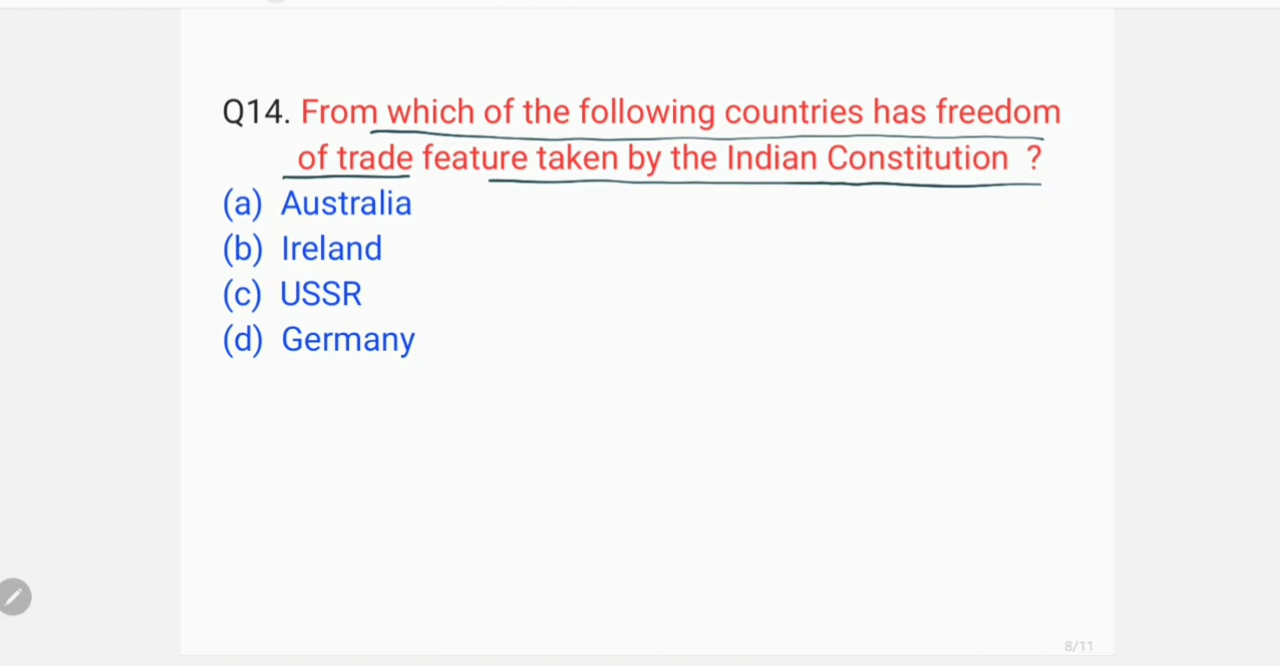 Q14. From which of the following countries has freedom
of trade feature taken by the Indian Constitution ?
(a) Australia
(b) Ireland
(c) USSR
(d) Germany
8/11